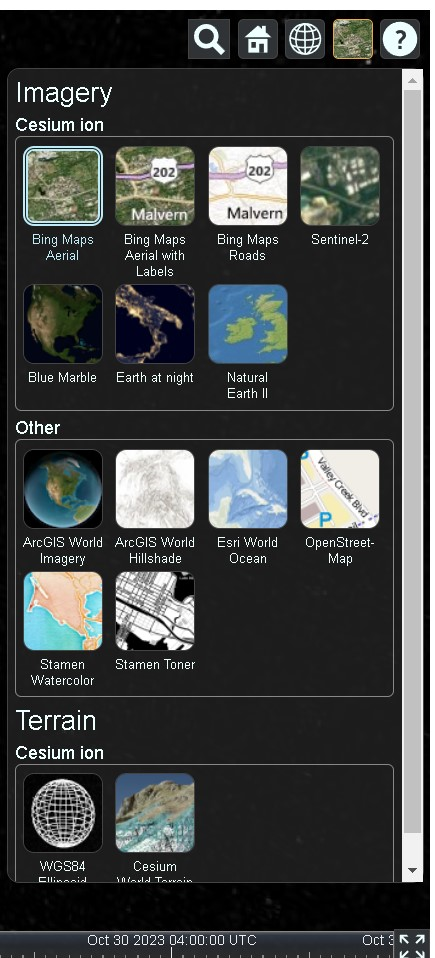 ?
Imagery
Cesium ion
202
Malvern
202
Malvern
Bing Maps
Aerial
Bing Maps
Aerial with
Labels
Bing Maps
Roads
Sentinel-2
Blue Marble
Earth at night
Natural
Earth II
Other
Valley Creek Blvd
P
ArcGIS World
Imagery
ArcGIS World
Hillshade
Esri World
Ocean
OpenStreet-
Map
Stamen
Watercolor
Stamen Toner
Terrain
Cesium ion
WGS84
Ellipsoid
Cesium
World Terrain
Oct 30 2023 04:00:00 UTC
Oct 3